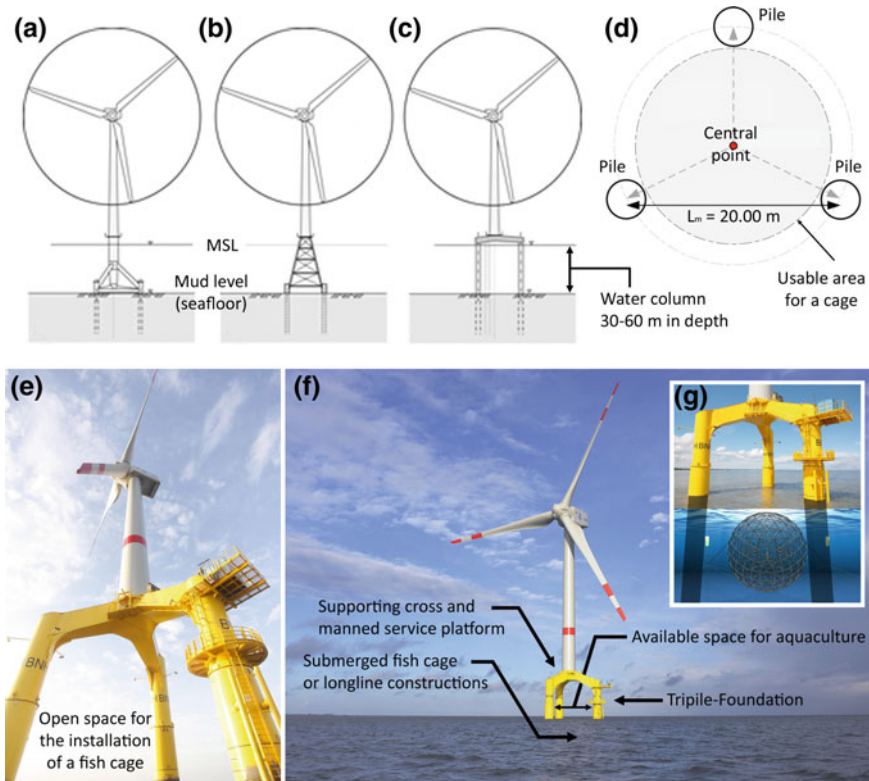 (a)
(b)
(c)
(d)
Pile
Central
point
Pile
Pile
Lm = 20.00 m
MSL
Mud level
(seafloor)
Water column
30-60 m in depth
Usable area
for a cage
(e)
Open space for
the installation
of a fish cage
(f)
Supporting cross and
manned service platform
Available space for aquaculture
Submerged fish cage
or longline constructions
Tripile-Foundation
(g)